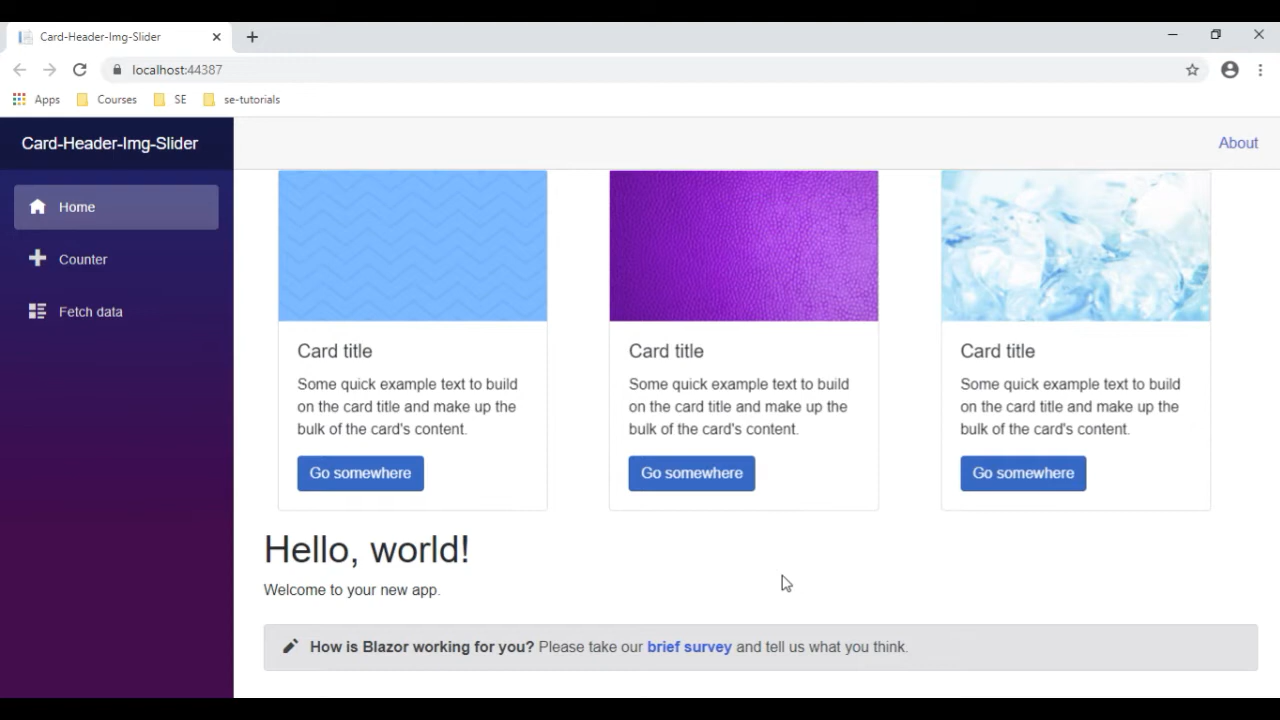 Card-Header-Img-Slider
localhost:44387
Apps
Courses
SE
se-tutorials
Card-Header-Img-Slider
About
Home
Counter
Fetch data
Card title
Some quick example text to build
on the card title and make up the
bulk of the card's content.
Go somewhere
Card title
Some quick example text to build
on the card title and make up the
bulk of the card's content.
Go somewhere
Card title
Some quick example text to build
on the card title and make up the
bulk of the card's content.
Go somewhere
Hello, world!
Welcome to your new app.
How is Blazor working for you? Please take our brief survey and tell us what you think.